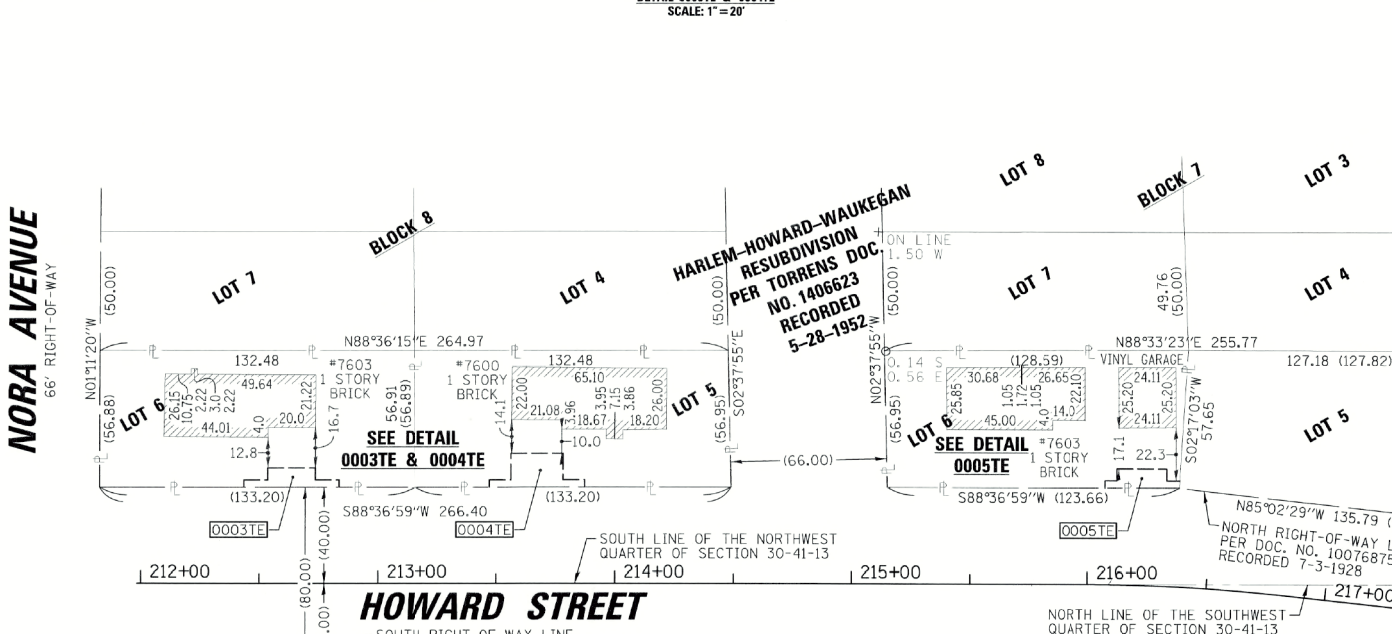 SCALE: 1" = 20'
NORA AVENUE
66' RIGHT-OF-WAY
BLOCK 8
LOT 7
LOT 4
(50.00)
(50.00)
N01°11'20"W
N88°36'15"E 264.97
132.48
132.48
#7603
1 STORY
BRICK
#7600
1 STORY
BRICK
LOT 6
(56.88)
26.15
10.75
2.22
3.0
2.22
49.64
21.22
44.01
4.0
20.0
16.7
12.8
56.91
(56.89)
14.1
22.00
65.10
21.08
3.96
18.67
3.95
7.15
3.86
18.20
26.00
10.0
LOT 5
(56.95)
S02°37'55"E
SEE DETAIL
0003TE & 0004TE
(133.20)
(133.20)
S88°36'59"W 266.40
0003TE
0004TE
(40.00)
(80.00)
HARLEM–HOWARD–WAUKEGAN
RESUBDIVISION
PER TORRENS DOC.
NO. 1406623
RECORDED
5–28–1952
(66.00)
LOT 8
BLOCK 7
LOT 3
ON LINE
1.50 W
LOT 7
LOT 4
(50.00)
49.76
(50.00)
N02°37'55"W
N88°33'23"E 255.77
0.14 S
0.56 E
(128.59)
VINYL GARAGE
127.18 (127.82)
30.68
26.65
24.11
25.85
1.05
1.72
1.05
22.10
25.20
25.20
45.00
4.0
14.0
24.11
(56.95)
LOT 6
SEE DETAIL
0005TE
#7603
1 STORY
BRICK
17.1
22.3
S02°17'03"W
57.65
LOT 5
S88°36'59"W (123.66)
0005TE
N85°02'29"W 135.79 (
NORTH RIGHT-OF-WAY L
PER DOC. NO. 10076875
RECORDED 7-3-1928
SOUTH LINE OF THE NORTHWEST
QUARTER OF SECTION 30-41-13
212+00
213+00
214+00
215+00
216+00
217+00
HOWARD STREET
SOUTH RIGHT OF WAY LINE
NORTH LINE OF THE SOUTHWEST
QUARTER OF SECTION 30-41-13